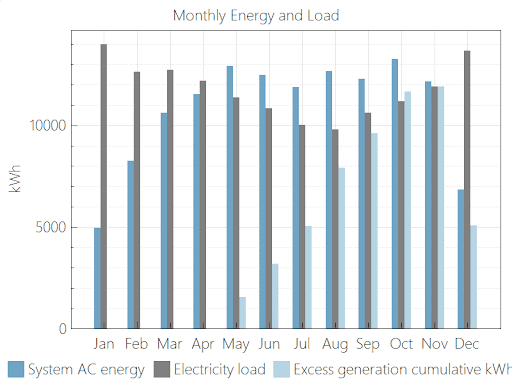 Monthly Energy and Load
kWh
10000
5000
0
Jan Feb Mar Apr May Jun Jul Aug Sep Oct Nov Dec
System AC energy Electricity load Excess generation cumulative kWh